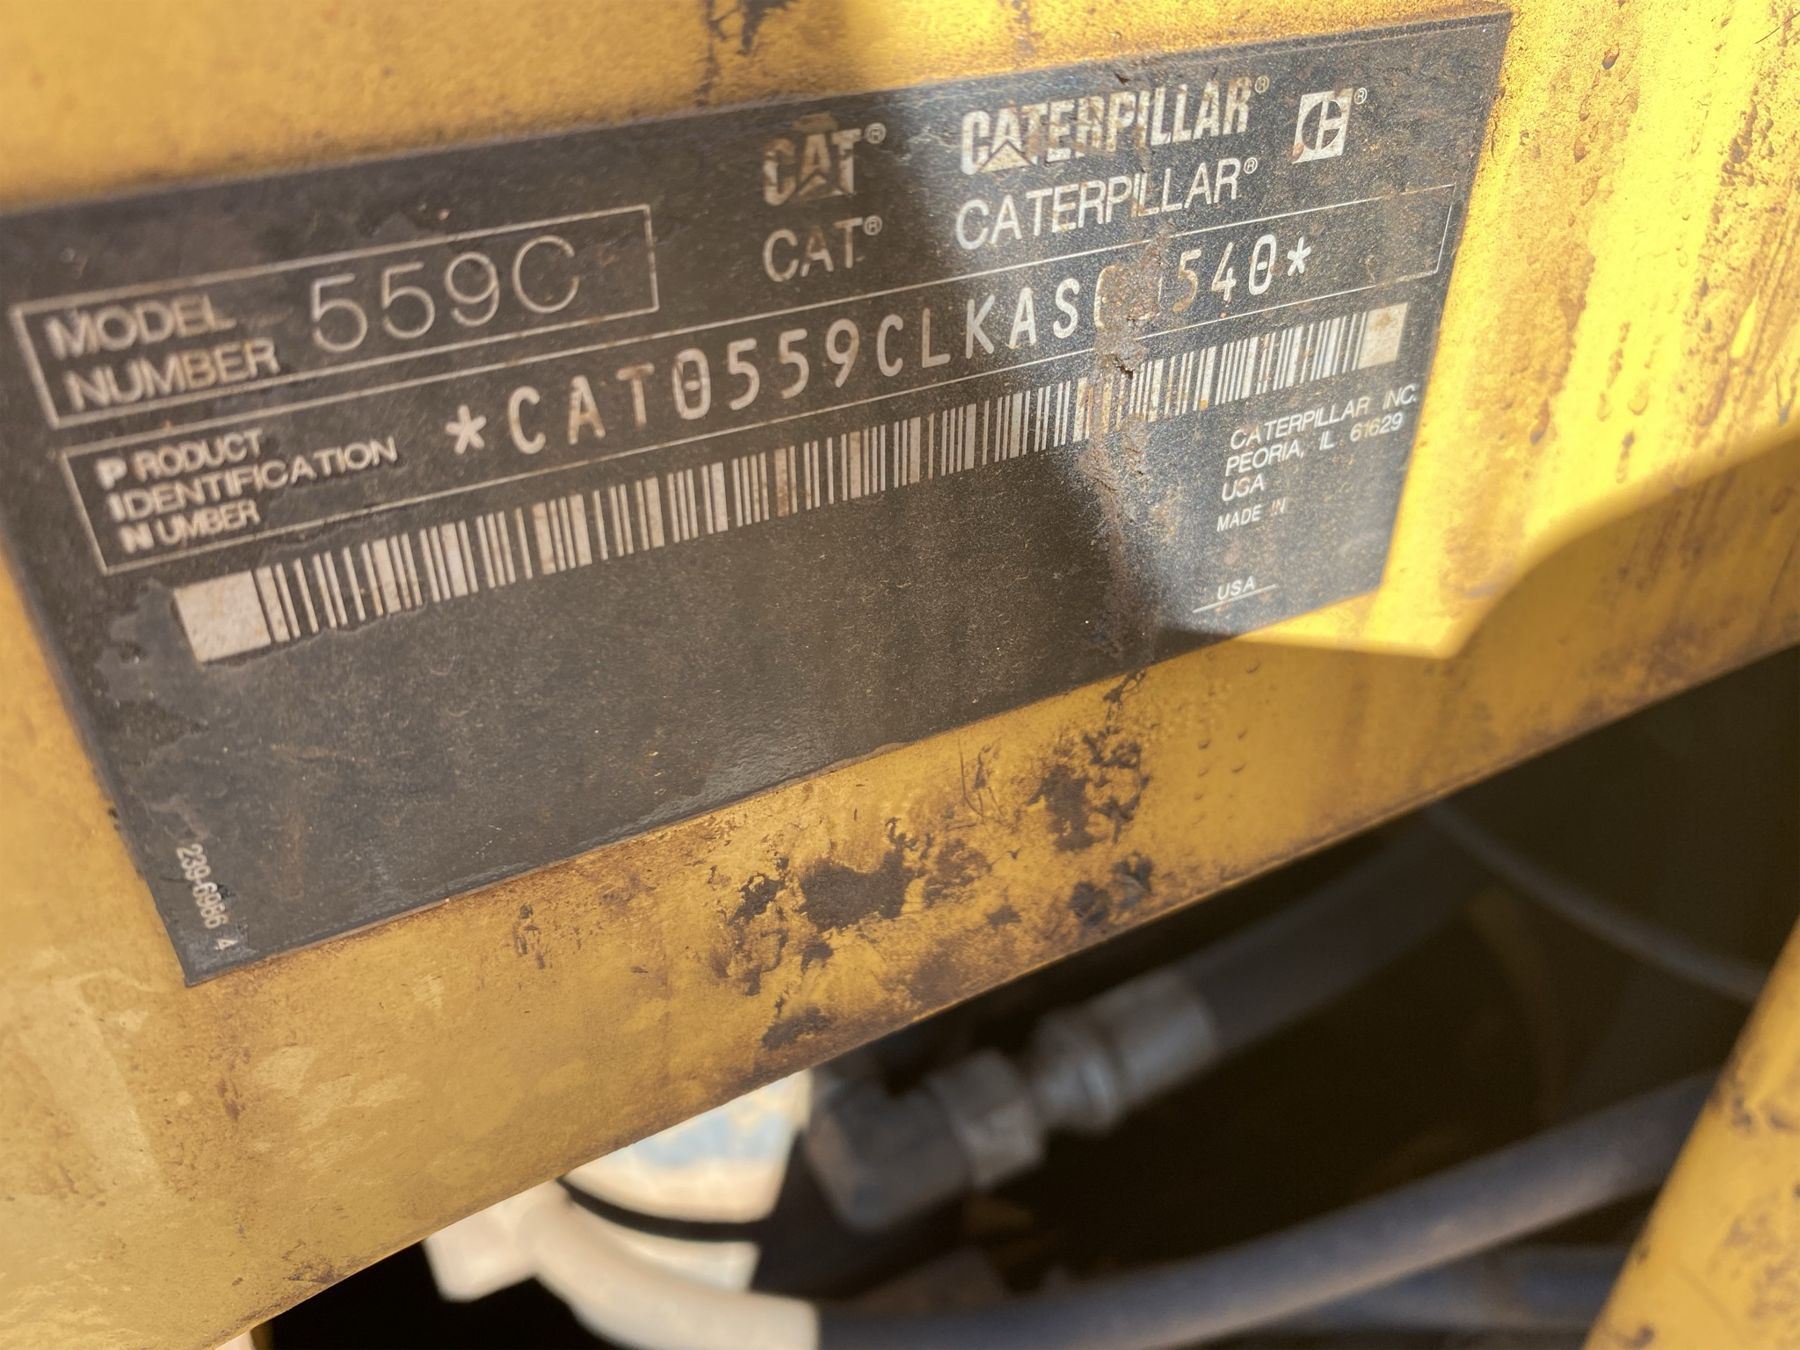 CAT® CATERPILLAR®
CAT® CATERPILLAR®
MODEL NUMBER 559C
PRODUCT IDENTIFICATION NUMBER
CATERPILLAR INC.
PEORIA, IL 61629
USA
MADE IN
USA
239-6986 4